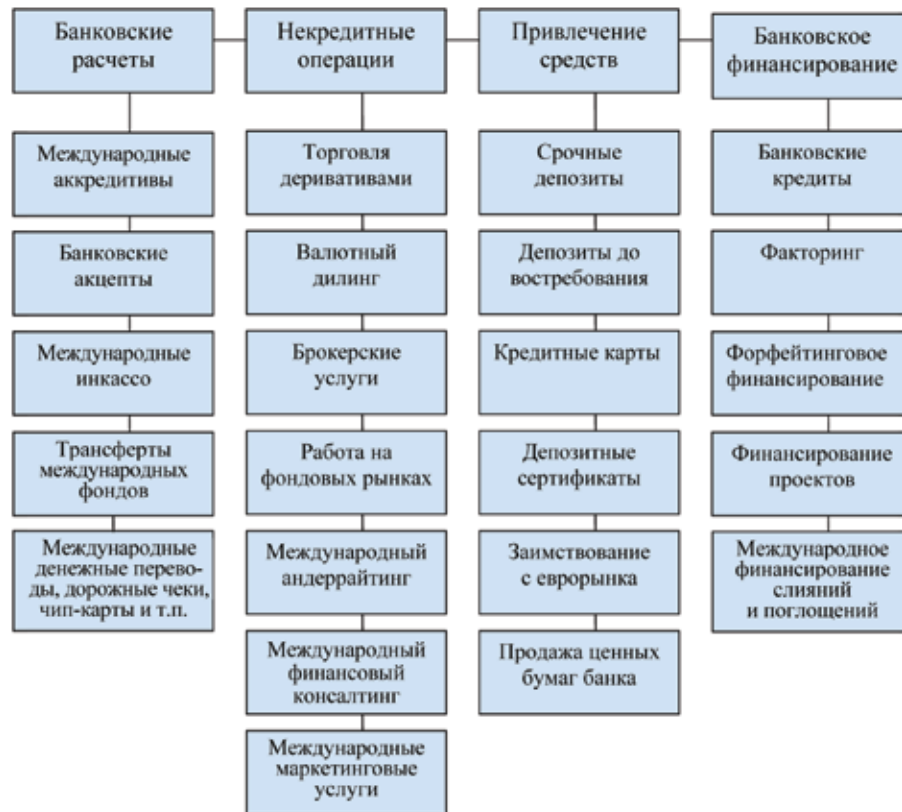 Банковские
расчеты
Международные
аккредитивы
Банковские
акцепты
Международные
инкассо
Трансферты
международных
фондов
Международные
денежные перево-
ды, дорожные чеки,
чип-карты и т.п.
Некредитные
операции
Торговля
деривативами
Валютный
дилинг
Брокерские
услуги
Работа на
фондовых рынках
Международный
андеррайтинг
Международный
финансовый
консалтинг
Международные
маркетинговые
услуги
Привлечение
средств
Срочные
депозиты
Депозиты до
востребования
Кредитные карты
Депозитные
сертификаты
Заимствование
с еврорынка
Продажа ценных
бумаг банка
Банковское
финансирование
Банковские
кредиты
Факторинг
Форфейтинговое
финансирование
Финансирование
проектов
Международное
финансирование
слияний
и поглощений